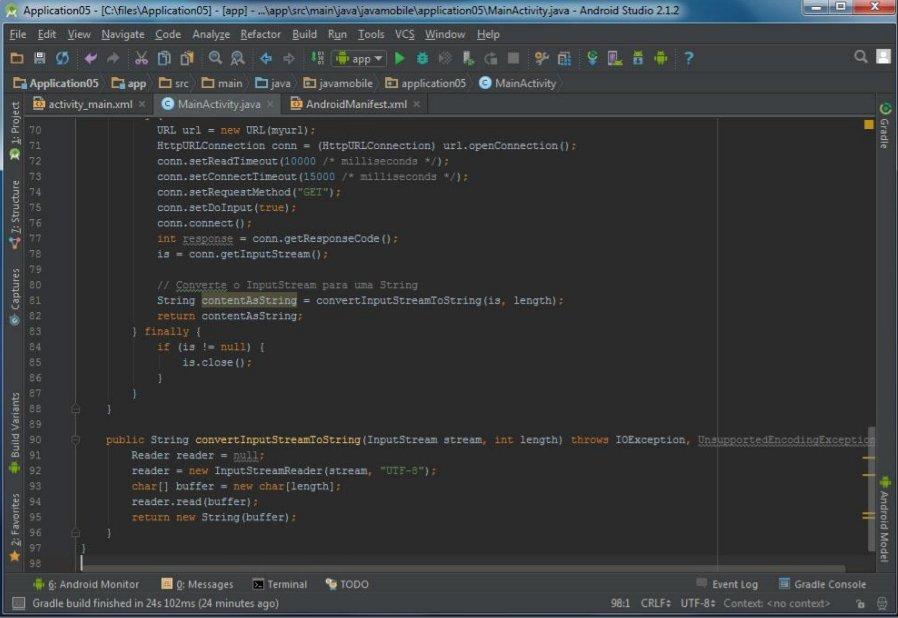 Application05 - [C:\files\Application05] - [app] - ...\app\src\main\java\javamobile\application05\MainActivity.java - Android Studio 2.1.2
File Edit View Navigate Code Analyze Refactor Build Run Tools VCS Window Help
app
Application05 app src main java javamobile application05 MainActivity
activity_main.xml MainActivity.java AndroidManifest.xml
1: Project
7: Structure
Captures
Build Variants
2: Favorites
70 URL url = new URL(myurl);
71 HttpURLConnection conn = (HttpURLConnection) url.openConnection();
72 conn.setReadTimeout(10000 /* milliseconds */);
73 conn.setConnectTimeout(15000 /* milliseconds */);
74 conn.setRequestMethod("GET");
75 conn.setDoInput(true);
76 conn.connect();
77 int response = conn.getResponseCode();
78 is = conn.getInputStream();
79
80 // Converte o InputStream para uma String
81 String contentAsString = convertInputStreamToString(is, length);
82 return contentAsString;
83 } finally {
84 if (is != null) {
85 is.close();
86 }
87 }
88 }
89
90 public String convertInputStreamToString(InputStream stream, int length) throws IOException, UnsupportedEncodingException
91 Reader reader = null;
92 reader = new InputStreamReader(stream, "UTF-8");
93 char[] buffer = new char[length];
94 reader.read(buffer);
95 return new String(buffer);
96 }
97 }
98
Gradle
Android Model
6: Android Monitor 0: Messages Terminal TODO Event Log Gradle Console
Gradle build finished in 24s 102ms (24 minutes ago) 98:1 CRLF UTF-8 Context: <no context>